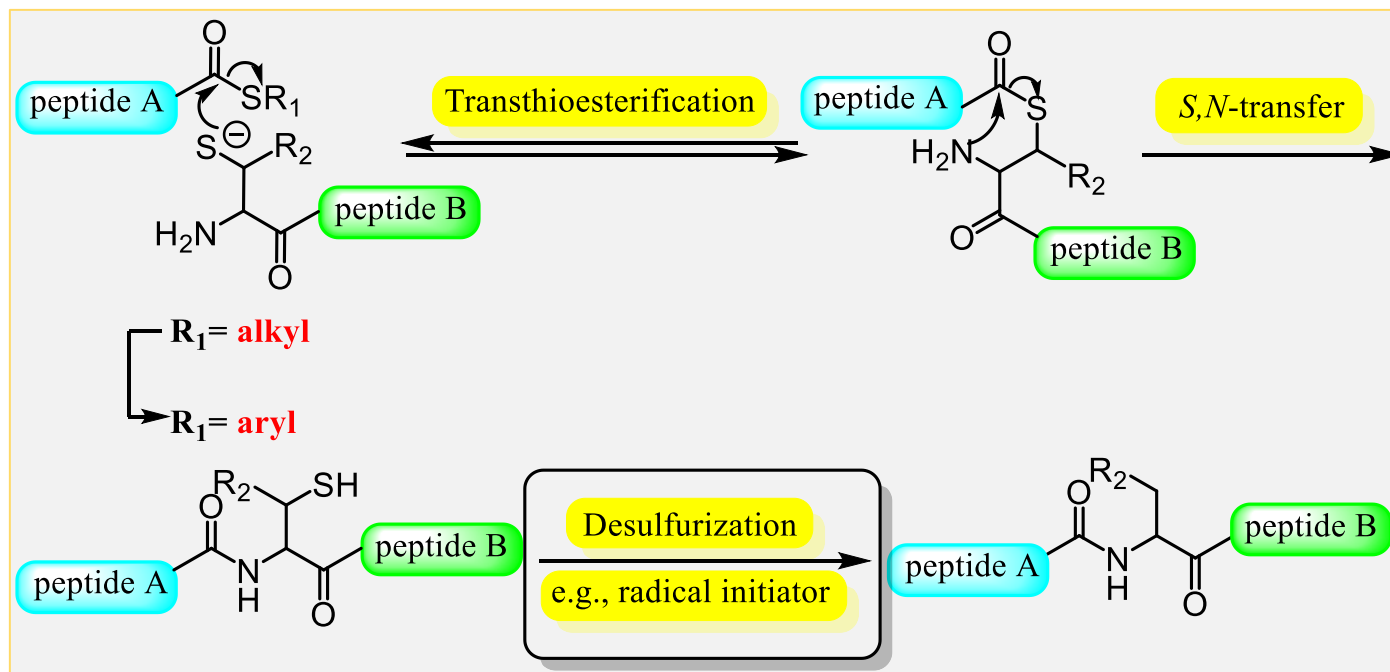 O
peptide A
SR1
S
−
R2
H2N
peptide B
O
Transthioesterification
O
peptide A
S
H2N
R2
O
peptide B
S,N-transfer
R1= alkyl
R1= aryl
R2
SH
O
peptide A
N
H
O
peptide B
Desulfurization
e.g., radical initiator
R2
O
peptide A
N
H
O
peptide B